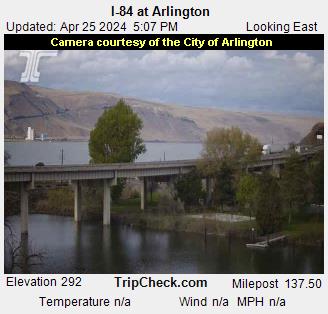 I-84 at Arlington
Updated: Apr 25 2024 5:07 PM Looking East
Camera courtesy of the City of Arlington
Elevation 292 TripCheck.com Milepost 137.50
Temperature n/a Wind n/a MPH n/a